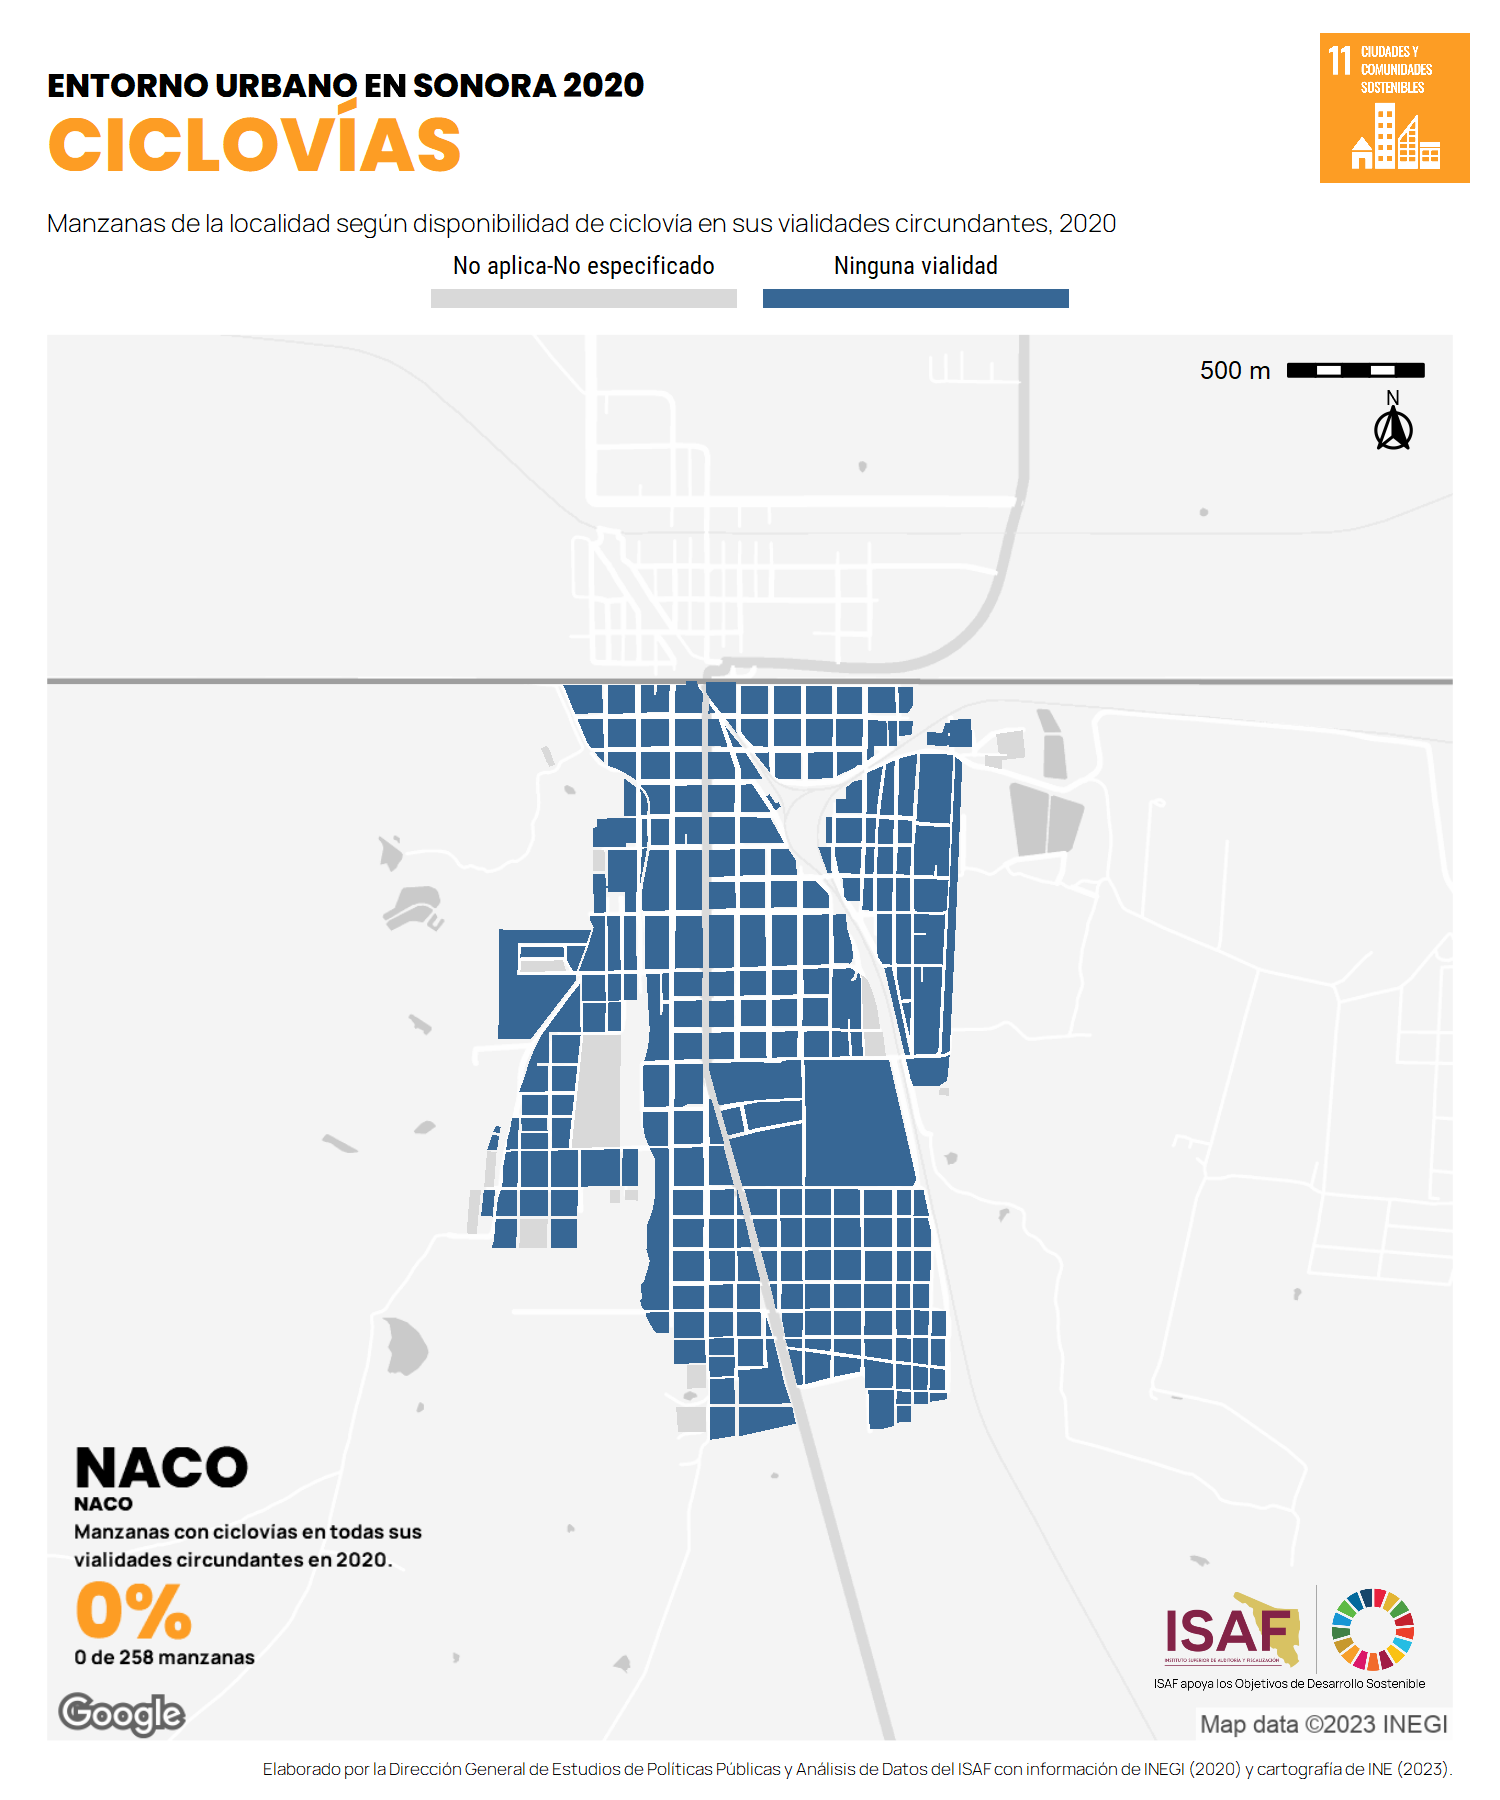 ENTORNO URBANO EN SONORA 2020
CICLOVÍAS
11 CIUDADES Y
COMUNIDADES
SOSTENIBLES
Manzanas de la localidad según disponibilidad de ciclovía en sus vialidades circundantes, 2020
No aplica-No especificado
Ninguna vialidad
500 m
N
NACO
NACO
Manzanas con ciclovias en todas sus
vialidades circundantes en 2020.
0%
0 de 258 manzanas
Google
ISAF
INSTITUTO SUPERIOR DE AUDITORÍA Y FISCALIZACIÓN
ISAF apoya los Objetivos de Desarrollo Sostenible
Map data ©2023 INEGI
Elaborado por la Dirección General de Estudios de Políticas Públicas y Análisis de Datos del ISAF con información de INEGI (2020) y cartografía de INE (2023).